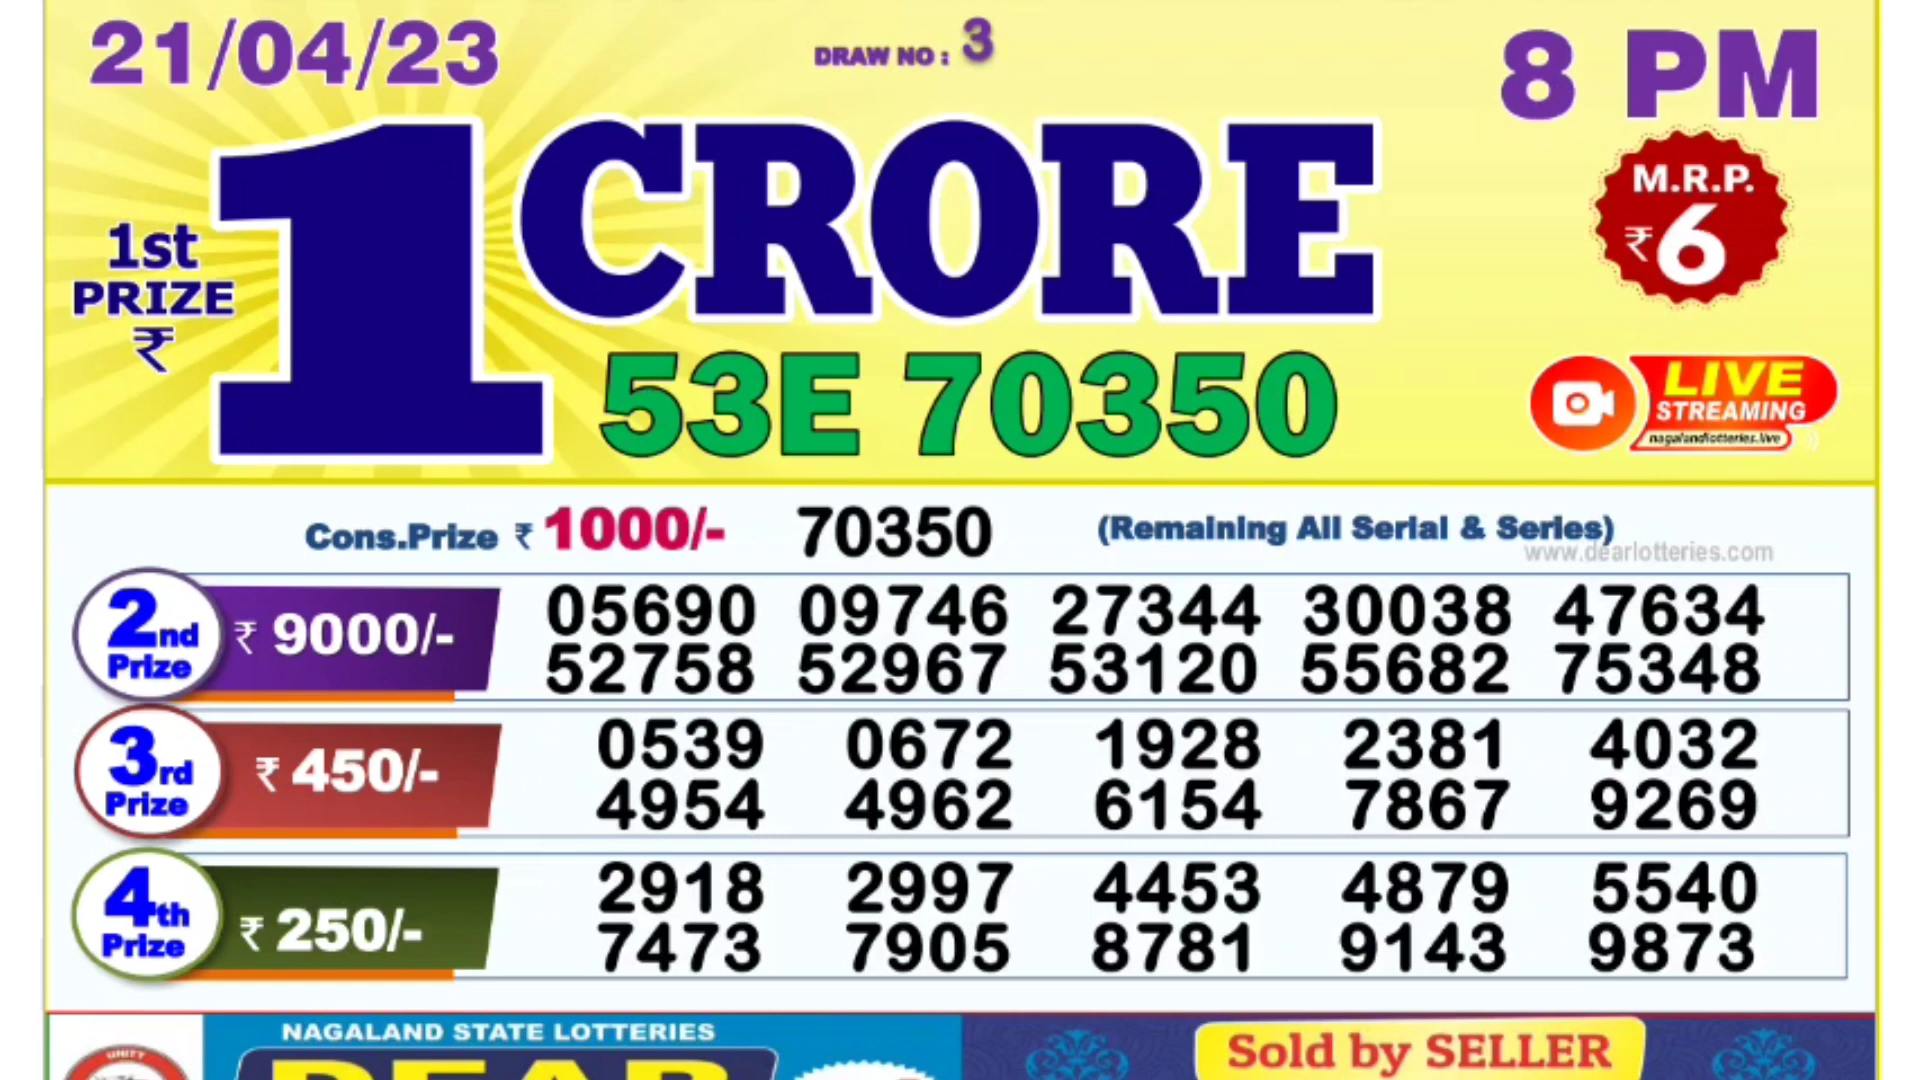 21/04/23
DRAW NO : 3
8 PM
1st
PRIZE
₹
1 CRORE
M.R.P.
₹6
53E 70350
LIVE
STREAMING
nagalandlotteries.live
Cons.Prize ₹ 1000/- 70350 (Remaining All Serial & Series)
www.dearlotteries.com
2nd Prize ₹ 9000/-
05690 09746 27344 30038 47634
52758 52967 53120 55682 75348
3rd Prize ₹ 450/-
0539 0672 1928 2381 4032
4954 4962 6154 7867 9269
4th Prize ₹ 250/-
2918 2997 4453 4879 5540
7473 7905 8781 9143 9873
UNITY
NAGALAND STATE LOTTERIES
DEAR
Sold by SELLER